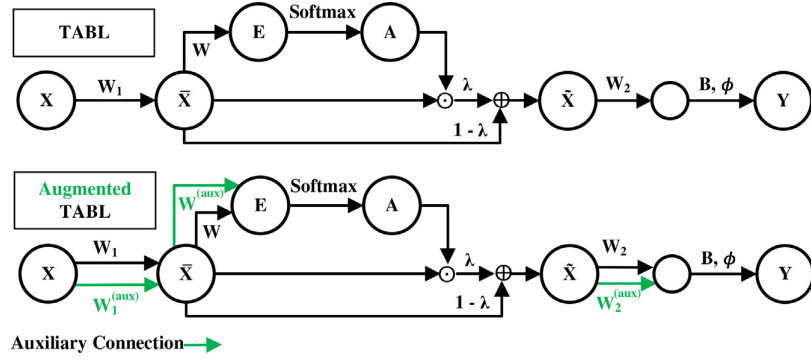 TABL
Softmax
W
E
A
X
W₁
X̄
⊙
λ
⊕
1 - λ
X̃
W₂
B, ϕ
Y
Augmented
TABL
Softmax
W(aux)
W
E
A
X
W₁
W₁(aux)
X̄
⊙
λ
⊕
1 - λ
X̃
W₂
W₂(aux)
B, ϕ
Y
Auxiliary Connection